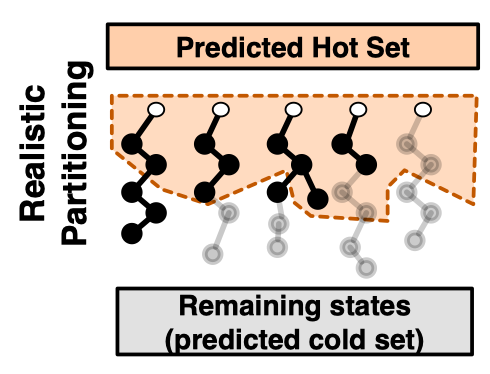 Predicted Hot Set
Realistic
Partitioning
Remaining states
(predicted cold set)